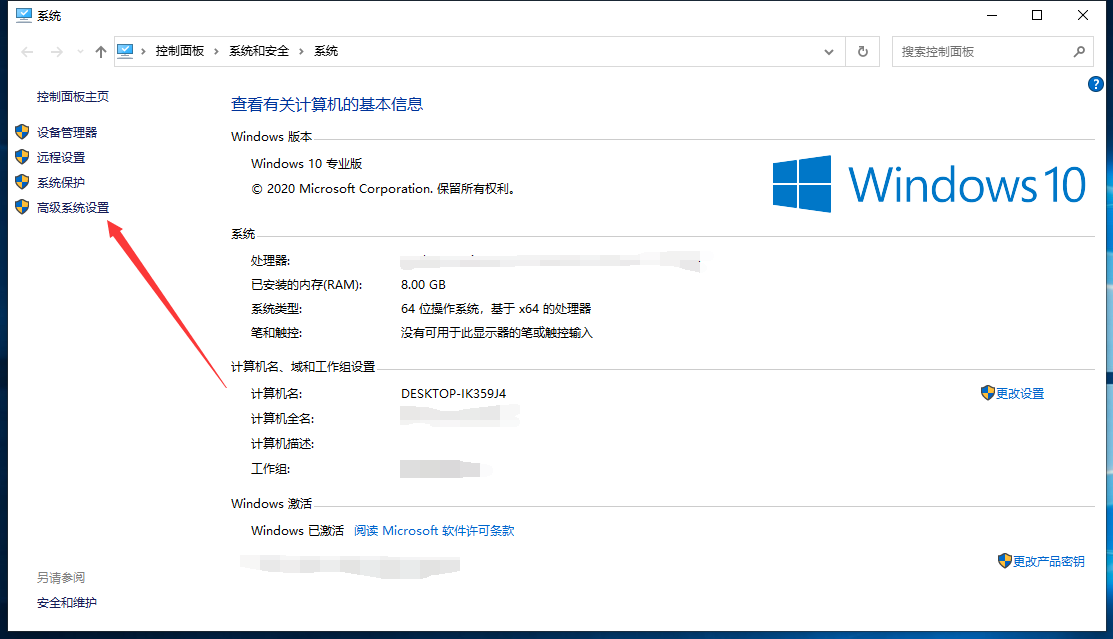 系统
控制面板 系统和安全 系统
搜索控制面板
控制面板主页
设备管理器
远程设置
系统保护
高级系统设置
查看有关计算机的基本信息
Windows 版本
Windows 10 专业版
© 2020 Microsoft Corporation. 保留所有权利。
Windows 10
系统
处理器:
已安装的内存(RAM): 8.00 GB
系统类型: 64 位操作系统, 基于 x64 的处理器
笔和触控: 没有可用于此显示器的笔或触控输入
计算机名、域和工作组设置
计算机名: DESKTOP-IK359J4
更改设置
计算机全名:
计算机描述:
工作组:
Windows 激活
Windows 已激活 阅读 Microsoft 软件许可条款
更改产品密钥
另请参阅
安全和维护